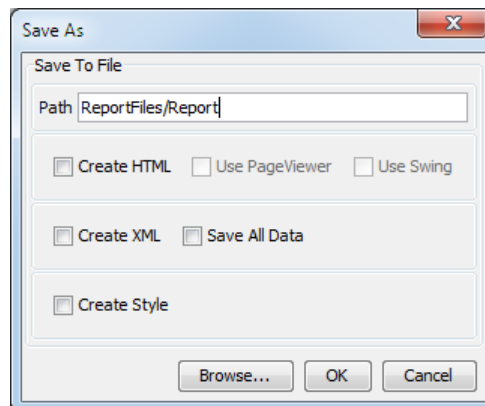 Save As
Save To File
Path ReportFiles/Report
Create HTML Use PageViewer Use Swing
Create XML Save All Data
Create Style
Browse... OK Cancel